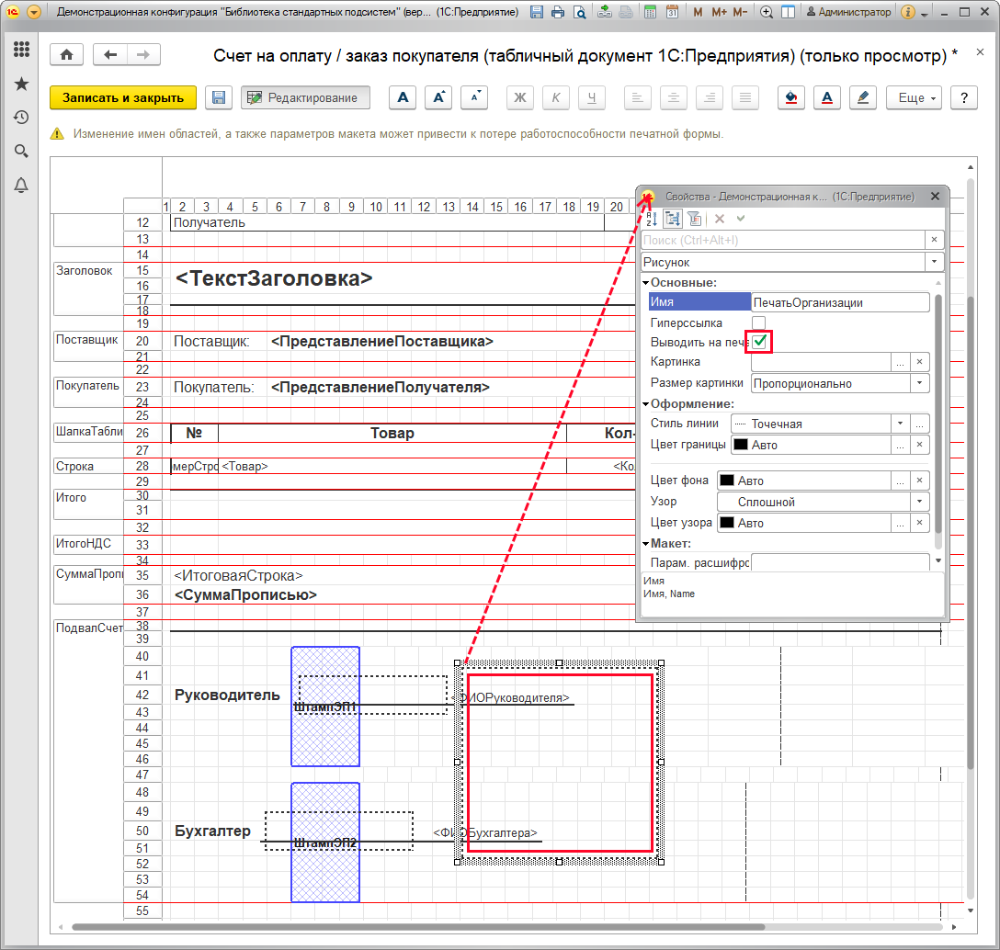 Демонстрационная конфигурация "Библиотека стандартных подсистем" (вер... (1С:Предприятие)
M M+ M- Администратор
Счет на оплату / заказ покупателя (табличный документ 1С:Предприятия) (только просмотр) *
Записать и закрыть Редактирование А А А Ж К Ч А Еще ?
Изменение имен областей, а также параметров макета может привести к потере работоспособности печатной формы.
1 2 3 4 5 6 7 8 9 10 11 12 13 14 15 16 17 18 19 20
12 Получатель
13
14
Заголовок 15 <ТекстЗаголовка>
16
17
18
19
Поставщик 20 Поставщик: <ПредставлениеПоставщика>
21
22
Покупатель 23 Покупатель: <ПредставлениеПолучателя>
24
25
ШапкаТабли 26 № Товар Кол-
27
Строка 28 мерСтро <Товар> <Ко
29
Итого 30
31
32
ИтогоНДС 33
34
СуммаПропи 35 <ИтоговаяСтрока>
36 <СуммаПрописью>
37
ПодвалСчет 38
39
40
41
42 Руководитель <ФИОРуководителя>
43 ШтампЭП1
44
45
46
47
48
49
50 Бухгалтер <ФИОБухгалтера>
51 ШтампЭП2
52
53
54
55
Свойства - Демонстрационная к... (1С:Предприятие)
Поиск (Ctrl+Alt+I)
Рисунок
Основные:
Имя ПечатьОрганизации
Гиперссылка
Выводить на печ
Картинка ...
Размер картинки Пропорционально
Оформление:
Стиль линии Точечная ...
Цвет границы Авто ...
Цвет фона Авто ...
Узор Сплошной
Цвет узора Авто ...
Макет:
Парам. расшифрс
Имя
Имя, Name